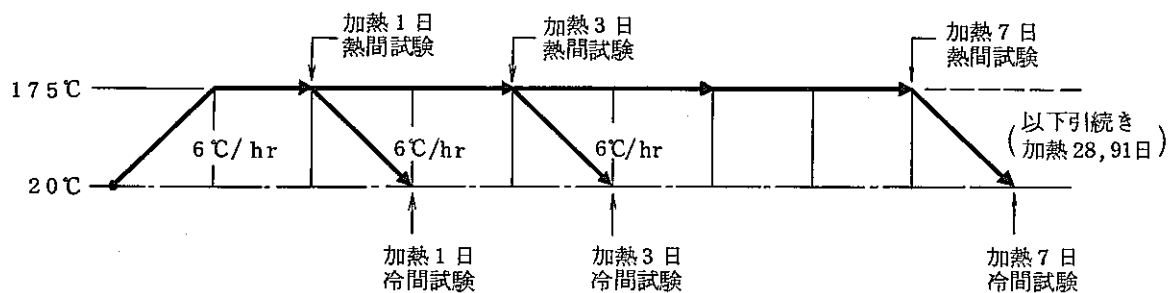 加熱1日
熱間試験
加熱3日
熱間試験
加熱7日
熱間試験
175℃
6℃/hr
6℃/hr
6℃/hr
(以下引続き
加熱28,91日)
20℃
加熱1日
冷間試験
加熱3日
冷間試験
加熱7日
冷間試験